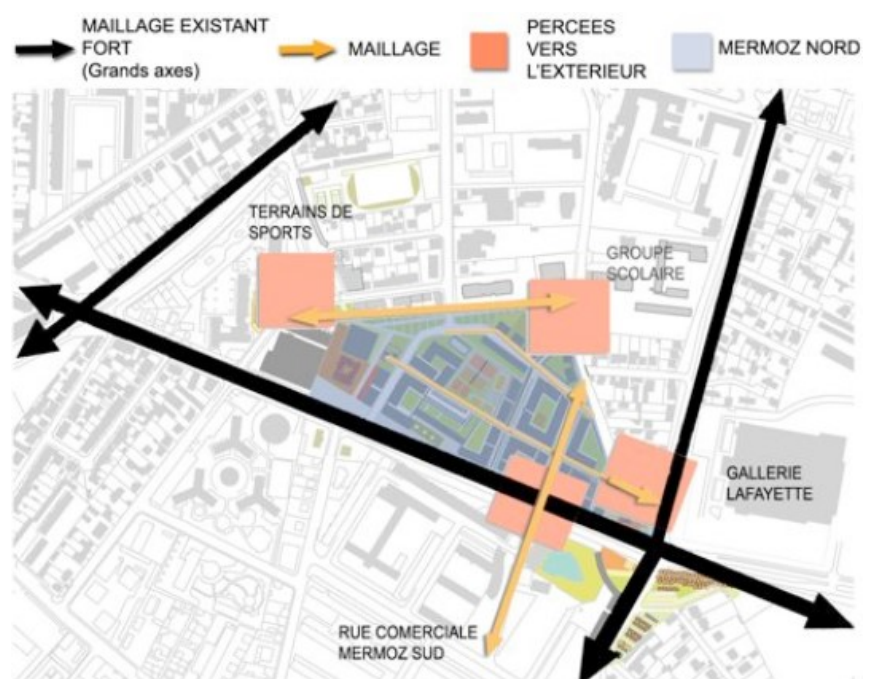 MAILLAGE EXISTANT
FORT
(Grands axes)
MAILLAGE
PERCEES
VERS
L'EXTERIEUR
MERMOZ NORD
TERRAINS DE
SPORTS
GROUPE
SCOLAIRE
GALLERIE
LAFAYETTE
RUE COMERCIALE
MERMOZ SUD